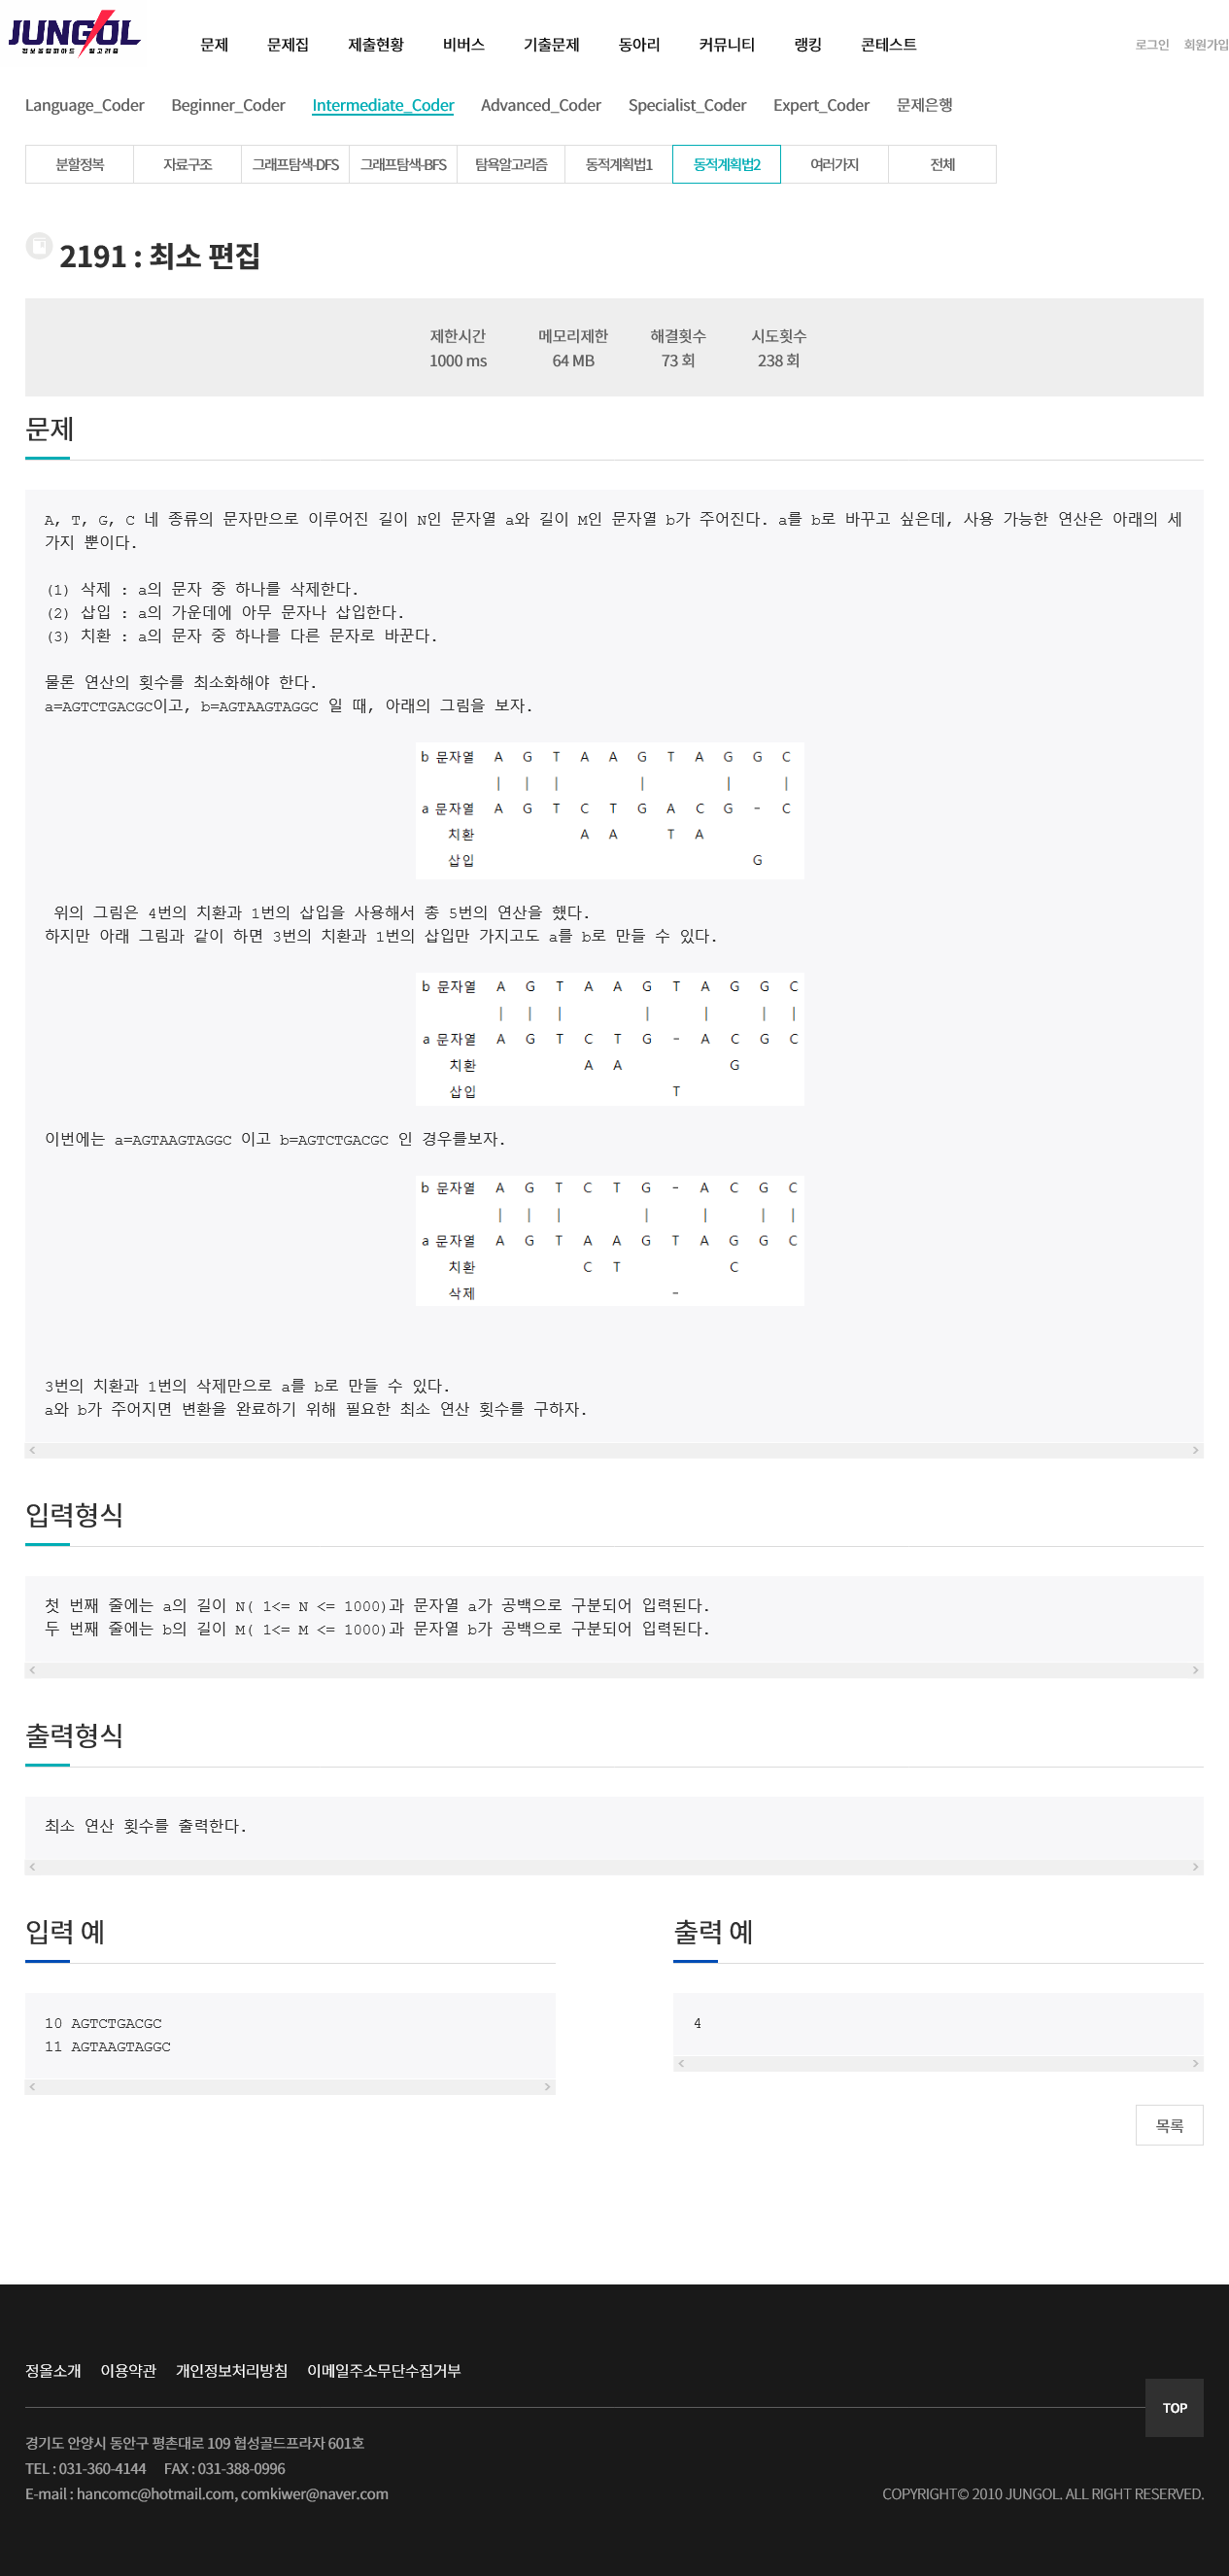 JUNGOL
정보올림피아드 알고리즘
문제 문제집 제출현황 비버스 기출문제 동아리 커뮤니티 랭킹 콘테스트 로그인 회원가입
Language_Coder Beginner_Coder Intermediate_Coder Advanced_Coder Specialist_Coder Expert_Coder 문제은행
분할정복 자료구조 그래프탐색-DFS 그래프탐색-BFS 탐욕알고리즘 동적계획법1 동적계획법2 여러가지 전체
2191 : 최소 편집
제한시간 메모리제한 해결횟수 시도횟수
1000 ms 64 MB 73 회 238 회
문제
A, T, G, C 네 종류의 문자만으로 이루어진 길이 N인 문자열 a와 길이 M인 문자열 b가 주어진다. a를 b로 바꾸고 싶은데, 사용 가능한 연산은 아래의 세
가지 뿐이다.
(1) 삭제 : a의 문자 중 하나를 삭제한다.
(2) 삽입 : a의 가운데에 아무 문자나 삽입한다.
(3) 치환 : a의 문자 중 하나를 다른 문자로 바꾼다.
물론 연산의 횟수를 최소화해야 한다.
a=AGTCTGACGC이고, b=AGTAAGTAGGC 일 때, 아래의 그림을 보자.
b 문자열 A G T A A G T A G G C
| | | | | |
a 문자열 A G T C T G A C G - C
치환 A A T A
삽입 G
위의 그림은 4번의 치환과 1번의 삽입을 사용해서 총 5번의 연산을 했다.
하지만 아래 그림과 같이 하면 3번의 치환과 1번의 삽입만 가지고도 a를 b로 만들 수 있다.
b 문자열 A G T A A G T A G G C
| | | | | | |
a 문자열 A G T C T G - A C G C
치환 A A G
삽입 T
이번에는 a=AGTAAGTAGGC 이고 b=AGTCTGACGC 인 경우를보자.
b 문자열 A G T C T G - A C G C
| | | | | | |
a 문자열 A G T A A G T A G G C
치환 C T C
삭제 -
3번의 치환과 1번의 삭제만으로 a를 b로 만들 수 있다.
a와 b가 주어지면 변환을 완료하기 위해 필요한 최소 연산 횟수를 구하자.
입력형식
첫 번째 줄에는 a의 길이 N( 1<= N <= 1000)과 문자열 a가 공백으로 구분되어 입력된다.
두 번째 줄에는 b의 길이 M( 1<= M <= 1000)과 문자열 b가 공백으로 구분되어 입력된다.
출력형식
최소 연산 횟수를 출력한다.
입력 예
10 AGTCTGACGC
11 AGTAAGTAGGC
출력 예
4
목록
정올소개 이용약관 개인정보처리방침 이메일주소무단수집거부
TOP
경기도 안양시 동안구 평촌대로 109 협성골드프라자 601호
TEL : 031-360-4144 FAX : 031-388-0996
E-mail : hancomc@hotmail.com, comkiwer@naver.com
COPYRIGHT© 2010 JUNGOL. ALL RIGHT RESERVED.